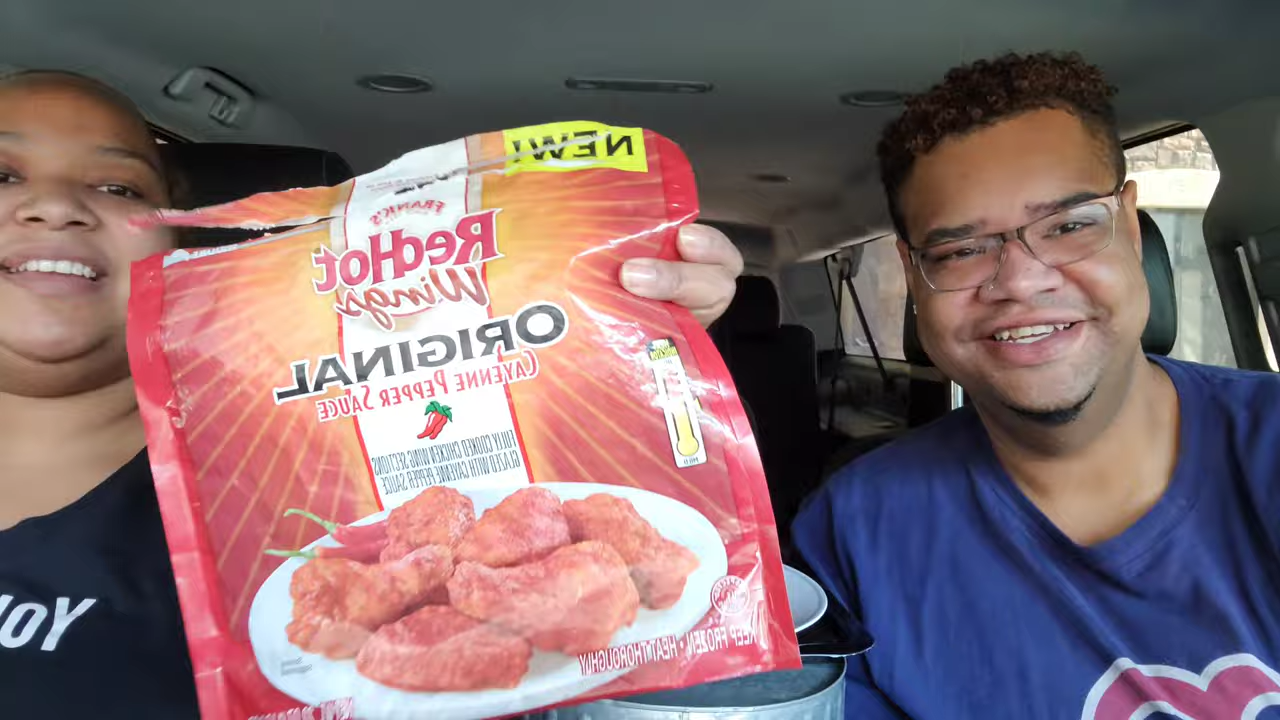 NEW!
FRANK'S
RedHot
Wings
ORIGINAL
CAYENNE PEPPER SAUCE
FULLY COOKED CHICKEN WING SECTIONS
GLAZED WITH CAYENNE PEPPER SAUCE
KEEP FROZEN • HEAT THOROUGHLY